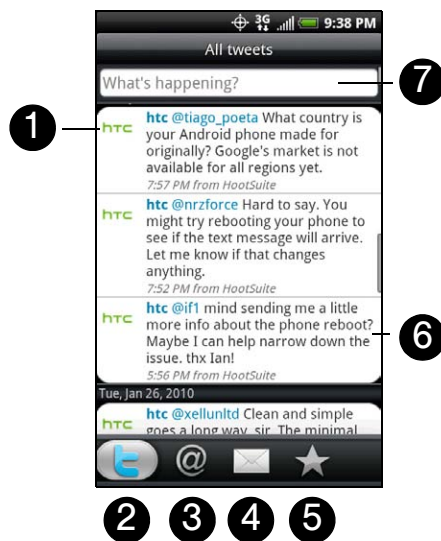 3G 9:38 PM
All tweets
What's happening?
7
1
hTC
htc @tiago_poeta What country is
your Android phone made for
originally? Google's market is not
available for all regions yet.
7:57 PM from HootSuite
hTC
htc @nrzforce Hard to say. You
might try rebooting your phone to
see if the text message will arrive.
Let me know if that changes
anything.
7:52 PM from HootSuite
hTC
htc @if1 mind sending me a little
more info about the phone reboot?
Maybe I can help narrow down the
issue. thx Ian!
5:56 PM from HootSuite
6
Tue, Jan 26, 2010
hTC
htc @xellunltd Clean and simple
goes a long way, sir. The minimal
t @
2 3 4 5